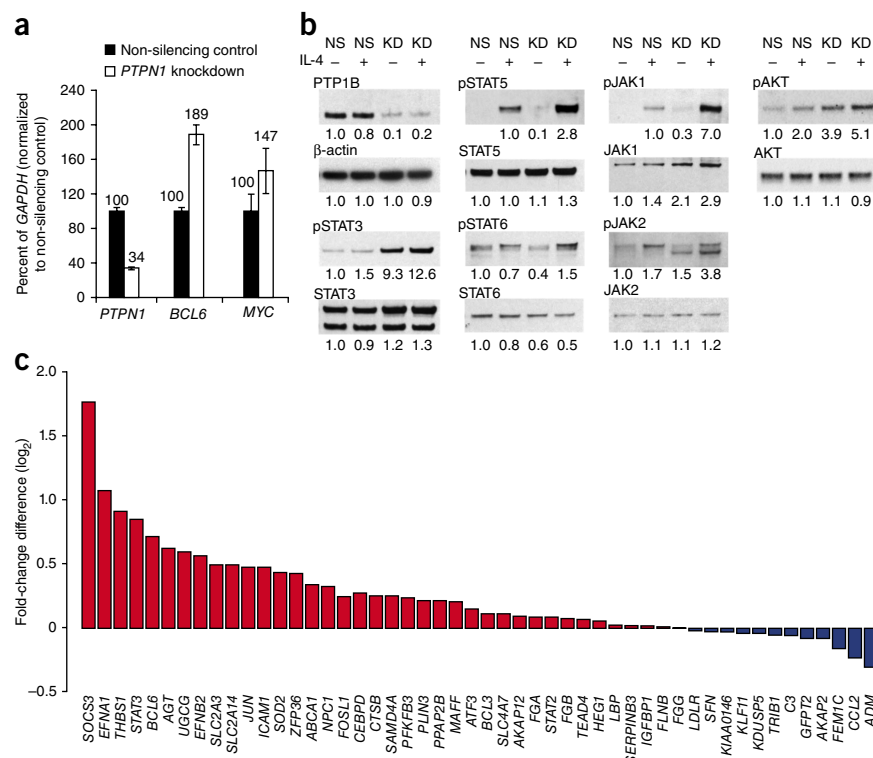 a
Non-silencing control
PTPN1 knockdown
Percent of GAPDH (normalized
to non-silencing control)
240
200
160
120
80
40
0
100
34
100
189
100
147
PTPN1 BCL6 MYC
b
NS NS KD KD
IL-4 – + – +
PTP1B
1.0 0.8 0.1 0.2
β-actin
1.0 1.0 1.0 0.9
pSTAT3
1.0 1.5 9.3 12.6
STAT3
1.0 0.9 1.2 1.3
NS NS KD KD
– + – +
pSTAT5
1.0 0.1 2.8
STAT5
1.0 1.0 1.1 1.3
pSTAT6
1.0 0.7 0.4 1.5
STAT6
1.0 0.8 0.6 0.5
NS NS KD KD
– + – +
pJAK1
1.0 0.3 7.0
JAK1
1.0 1.4 2.1 2.9
pJAK2
1.0 1.7 1.5 3.8
JAK2
1.0 1.1 1.1 1.2
NS NS KD KD
– + – +
pAKT
1.0 2.0 3.9 5.1
AKT
1.0 1.1 1.1 0.9
c
Fold-change difference (log2)
2.0
1.5
1.0
0.5
0
–0.5
SOCS3
EFNA1
THBS1
STAT3
BCL6
AGT
UGCG
EFNB2
SLC2A3
SLC2A14
JUN
ICAM1
SOD2
ZFP36
ABCA1
NPC1
FOSL1
CEBPD
CTSB
SAMD4A
PFKFB3
PLIN3
PPAP2B
MAFF
ATF3
BCL3
SLC4A7
AKAP12
FGA
STAT2
FGB
TEAD4
HEG1
LBP
SERPINB3
IGFBP1
FLNB
FGG
LDLR
SFN
KIAA0146
KLF11
KDUSP5
TRIB1
C3
GFPT2
AKAP2
FEM1C
CCL2
ADM